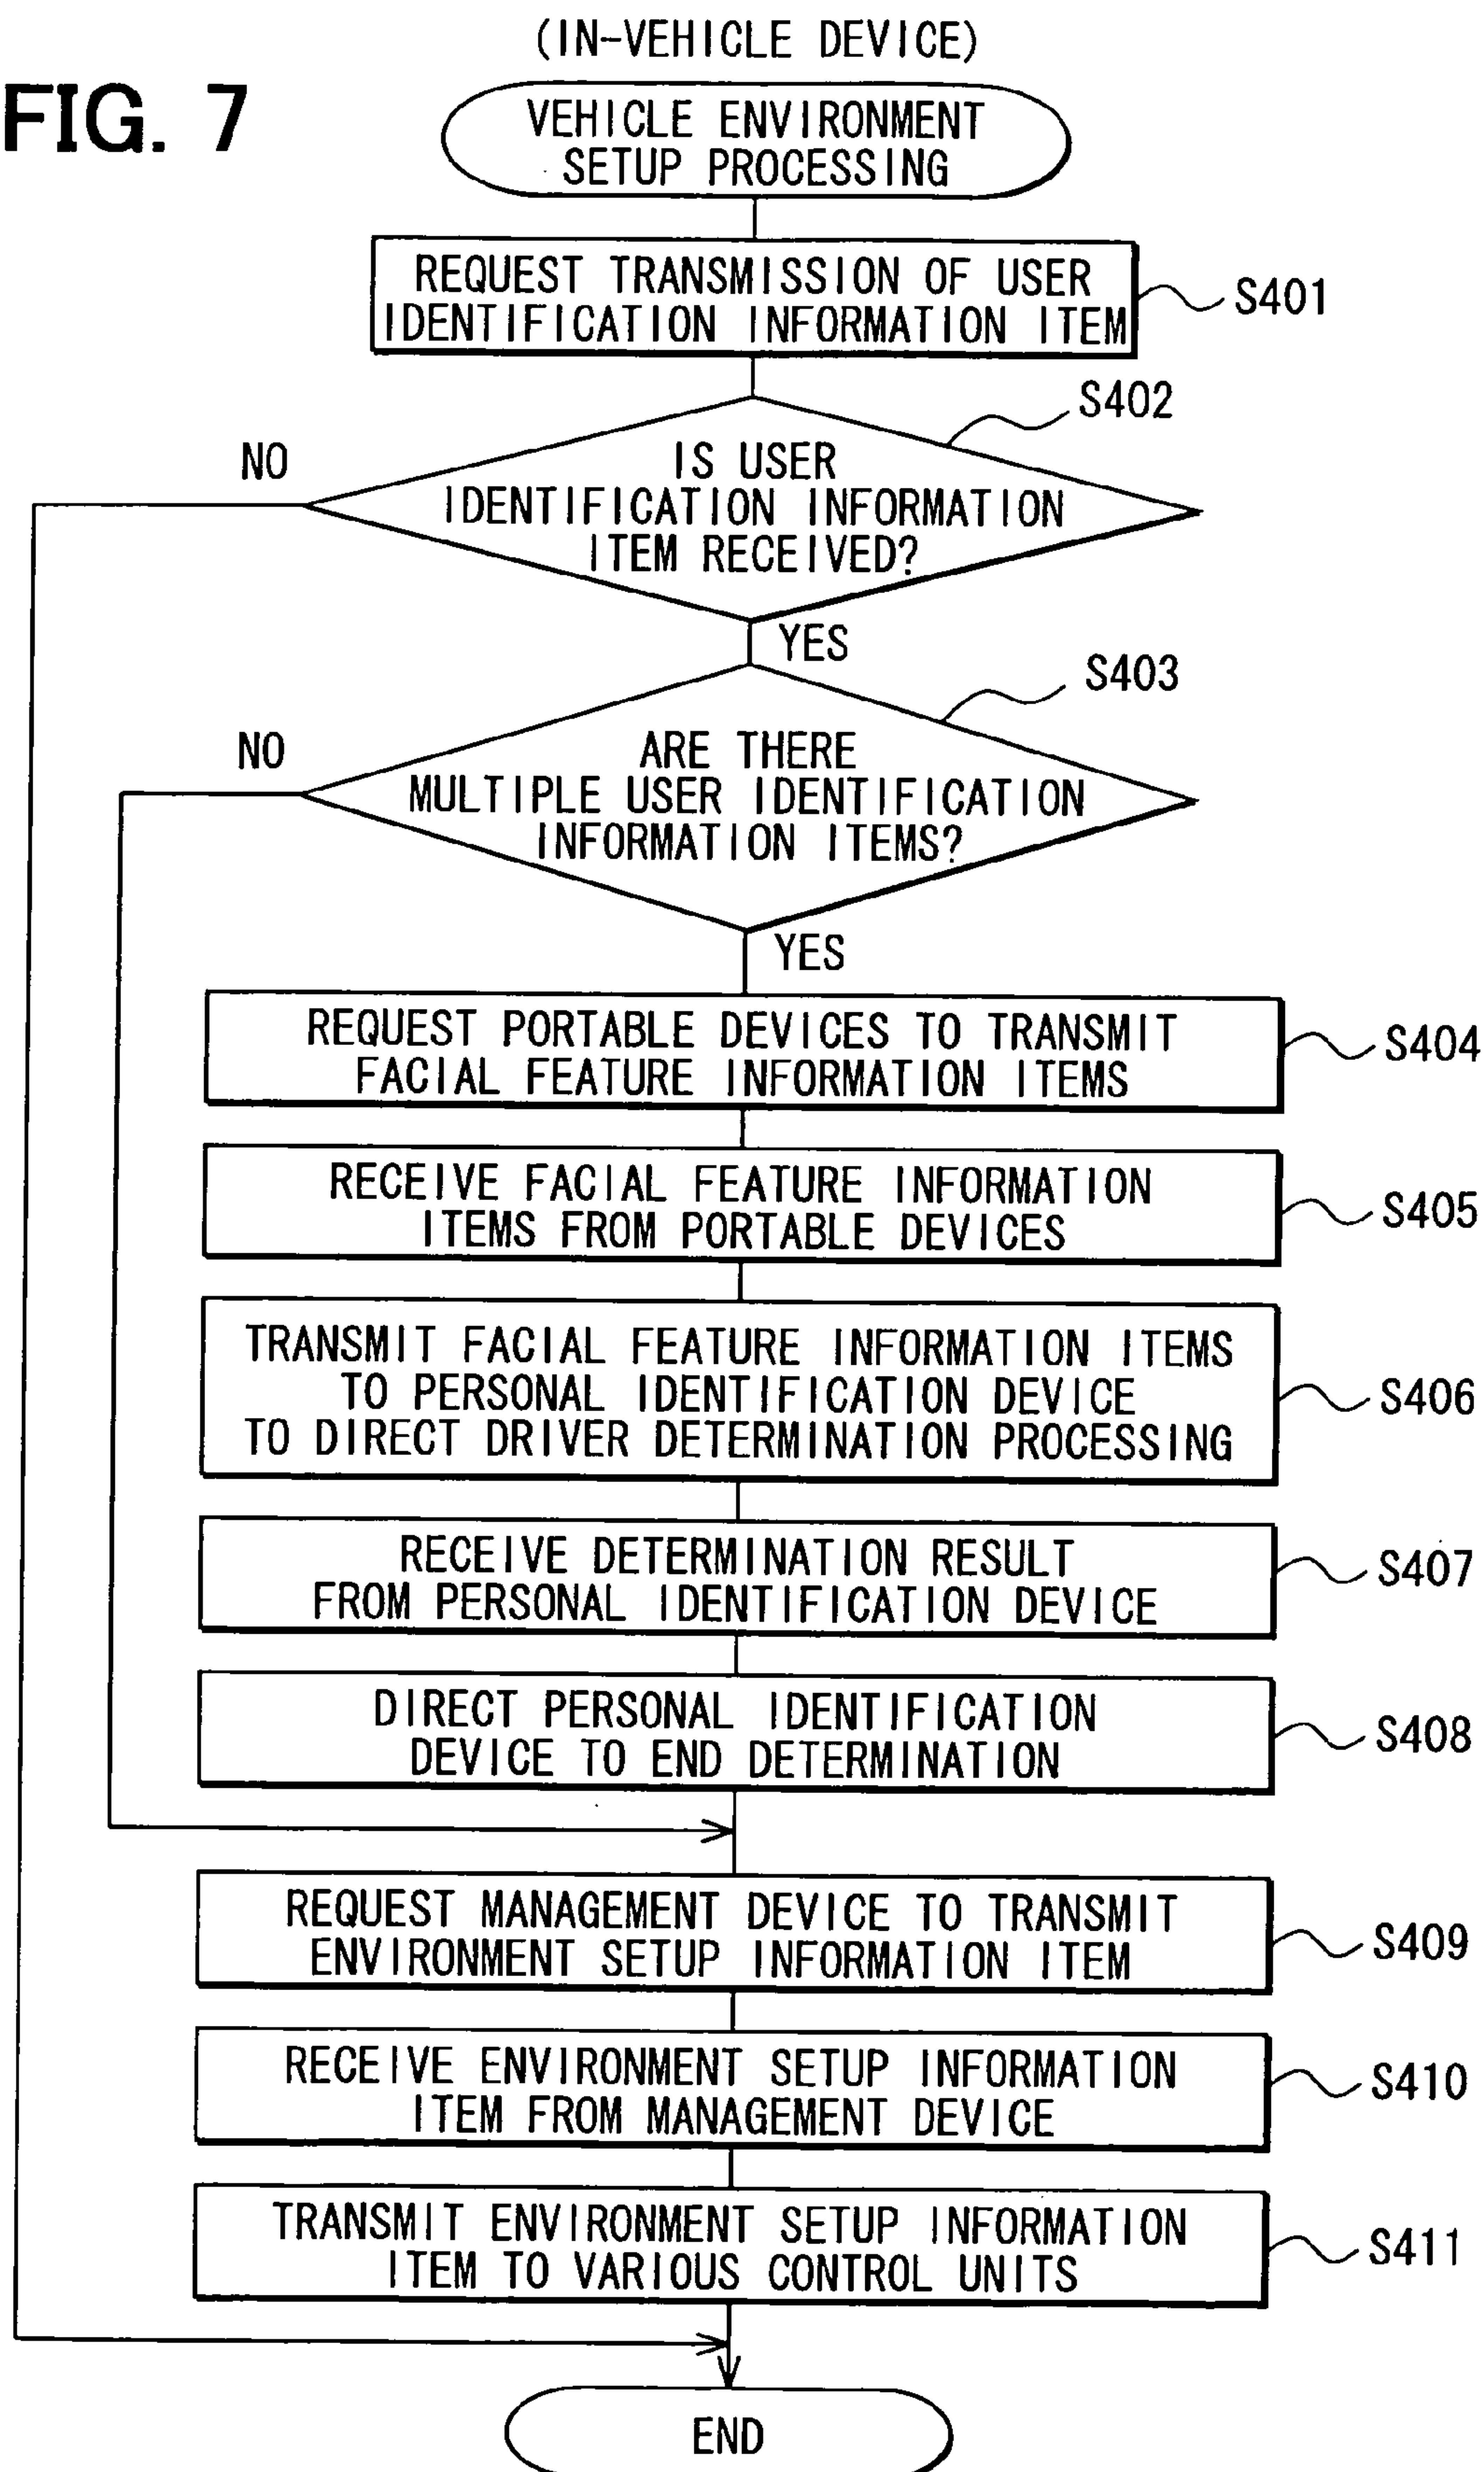 (IN-VEHICLE DEVICE)
FIG. 7
VEHICLE ENVIRONMENT
SETUP PROCESSING
REQUEST TRANSMISSION OF USER
IDENTIFICATION INFORMATION ITEM
S401
S402
NO
IS USER
IDENTIFICATION INFORMATION
ITEM RECEIVED?
YES
S403
NO
ARE THERE
MULTIPLE USER IDENTIFICATION
INFORMATION ITEMS?
YES
REQUEST PORTABLE DEVICES TO TRANSMIT
FACIAL FEATURE INFORMATION ITEMS
S404
RECEIVE FACIAL FEATURE INFORMATION
ITEMS FROM PORTABLE DEVICES
S405
TRANSMIT FACIAL FEATURE INFORMATION ITEMS
TO PERSONAL IDENTIFICATION DEVICE
TO DIRECT DRIVER DETERMINATION PROCESSING
S406
RECEIVE DETERMINATION RESULT
FROM PERSONAL IDENTIFICATION DEVICE
S407
DIRECT PERSONAL IDENTIFICATION
DEVICE TO END DETERMINATION
S408
REQUEST MANAGEMENT DEVICE TO TRANSMIT
ENVIRONMENT SETUP INFORMATION ITEM
S409
RECEIVE ENVIRONMENT SETUP INFORMATION
ITEM FROM MANAGEMENT DEVICE
S410
TRANSMIT ENVIRONMENT SETUP INFORMATION
ITEM TO VARIOUS CONTROL UNITS
S411
END